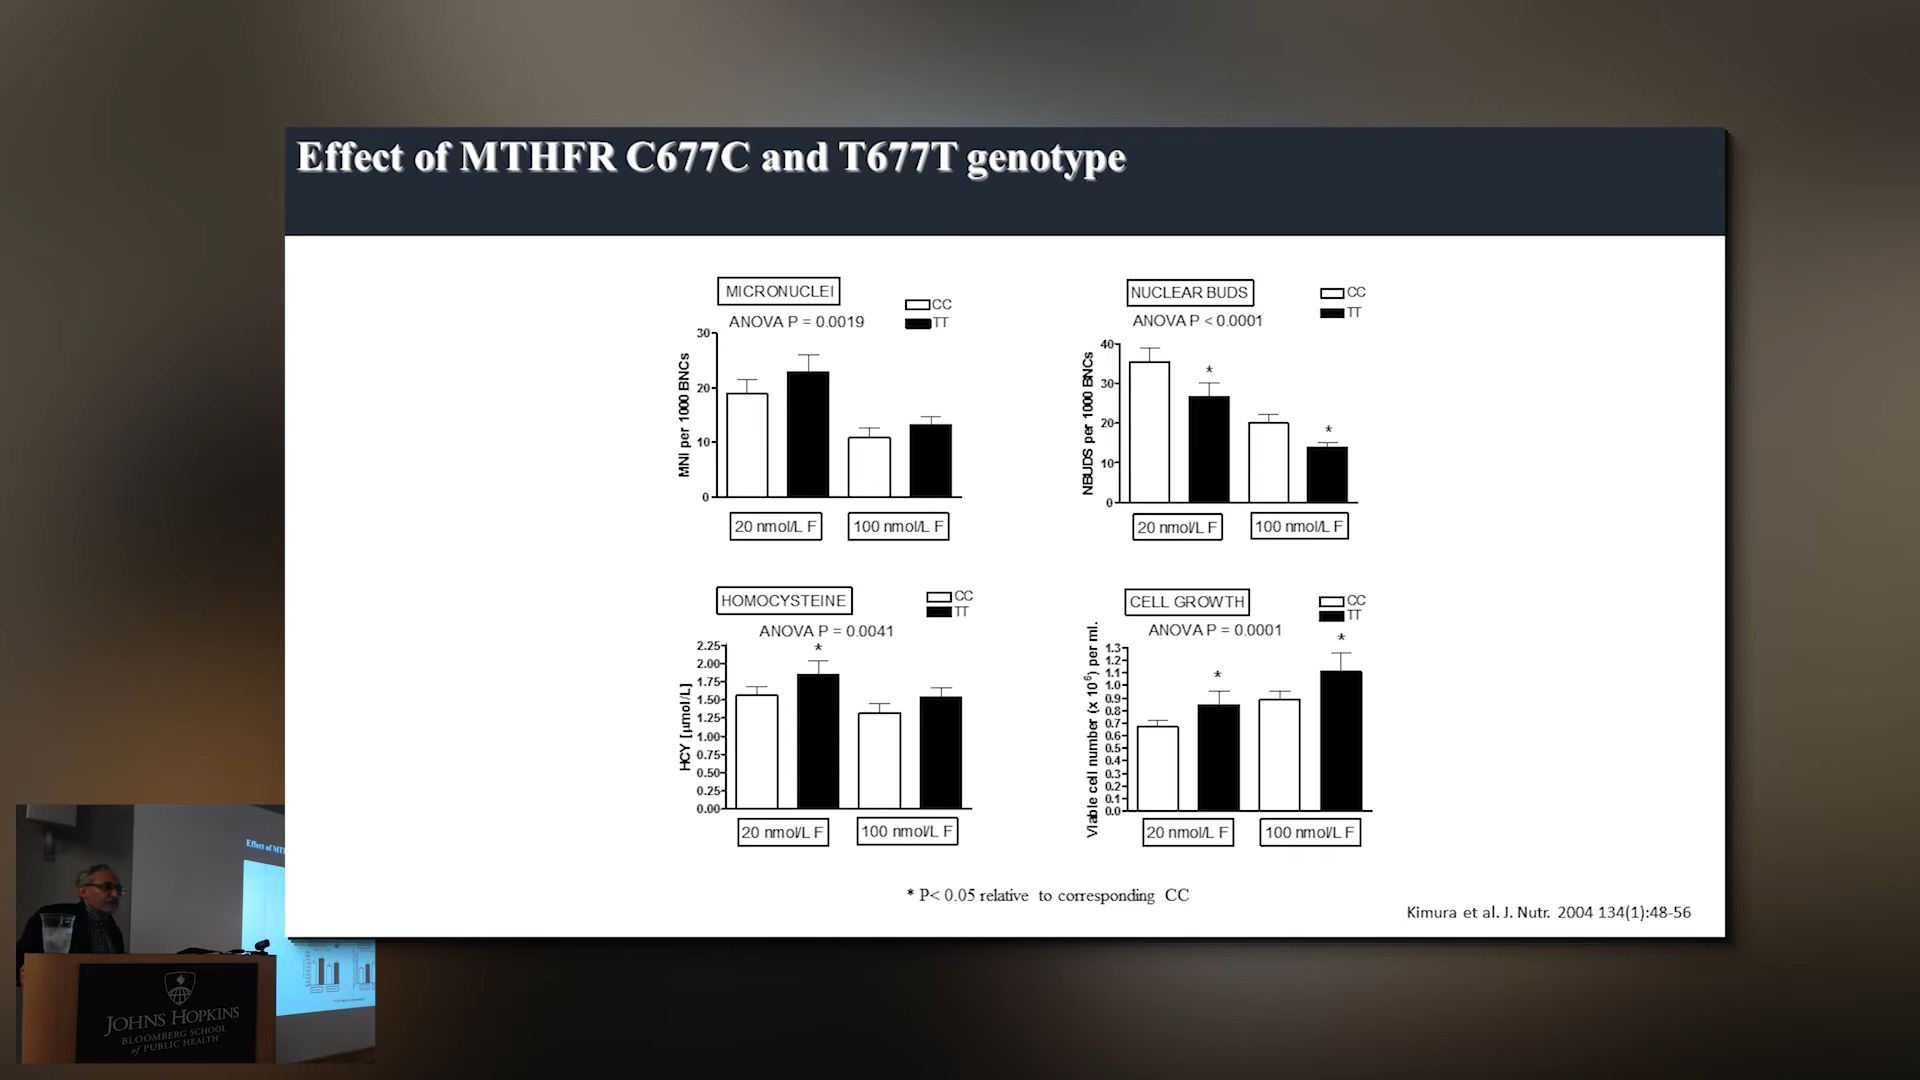 Effect of MTHFR C677C and T677T genotype
MICRONUCLEI
CC
TT
ANOVA P = 0.0019
MNI per 1000 BNCs
30
20
10
0
20 nmol/L F
100 nmol/L F
NUCLEAR BUDS
CC
TT
ANOVA P < 0.0001
NBUDS per 1000 BNCs
40
30
20
10
0
*
*
20 nmol/L F
100 nmol/L F
HOMOCYSTEINE
CC
TT
ANOVA P = 0.0041
HCY [µmol/L]
2.25
2.00
1.75
1.50
1.25
1.00
0.75
0.50
0.25
0.00
*
20 nmol/L F
100 nmol/L F
CELL GROWTH
CC
TT
ANOVA P = 0.0001
Viable cell number (x 10⁶) per ml.
1.3
1.2
1.1
1.0
0.9
0.8
0.7
0.6
0.5
0.4
0.3
0.2
0.1
0.0
*
*
20 nmol/L F
100 nmol/L F
* P< 0.05 relative to corresponding CC
Kimura et al. J. Nutr. 2004 134(1):48-56
Effect of MT
JOHNS HOPKINS
BLOOMBERG SCHOOL
of PUBLIC HEALTH